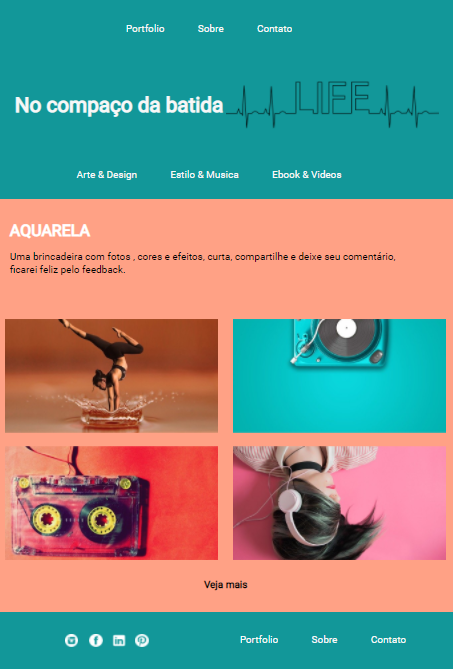 Portfolio Sobre Contato
No compaço da batida LIFE
Arte & Design Estilo & Musica Ebook & Videos
AQUARELA
Uma brincadeira com fotos , cores e efeitos, curta, compartilhe e deixe seu comentário,
ficarei feliz pelo feedback.
Veja mais
Portfolio Sobre Contato